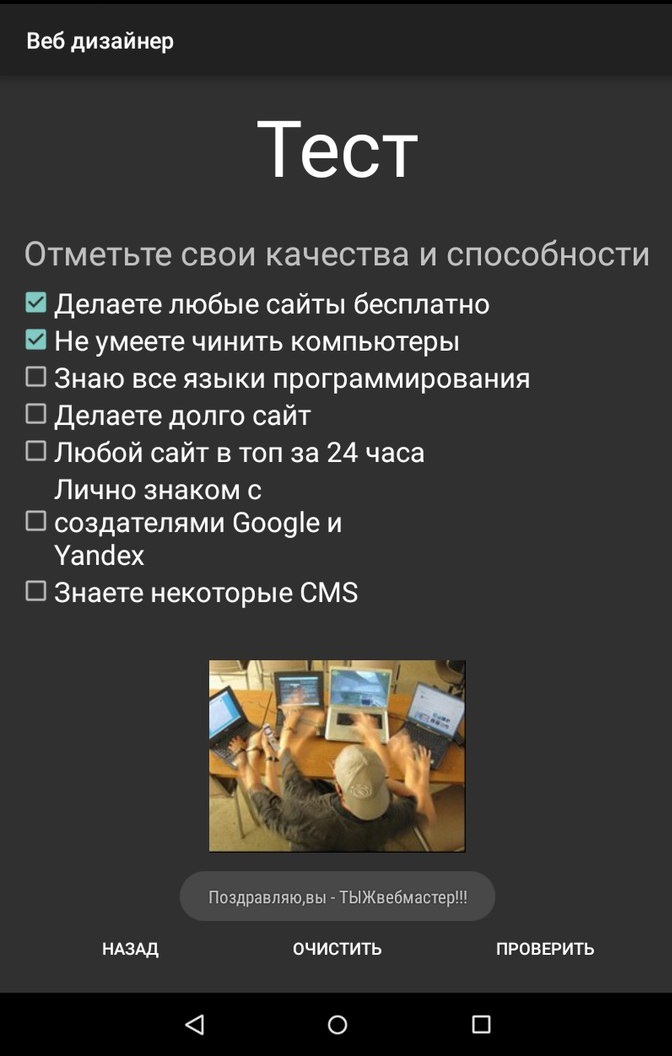 Веб дизайнер
Тест
Отметьте свои качества и способности
Делаете любые сайты бесплатно
Не умеете чинить компьютеры
Знаю все языки программирования
Делаете долго сайт
Любой сайт в топ за 24 часа
Лично знаком с
создателями Google и
Yandex
Знаете некоторые CMS
Поздравляю,вы - ТЫЖвебмастер!!!
НАЗАД
ОЧИСТИТЬ
ПРОВЕРИТЬ